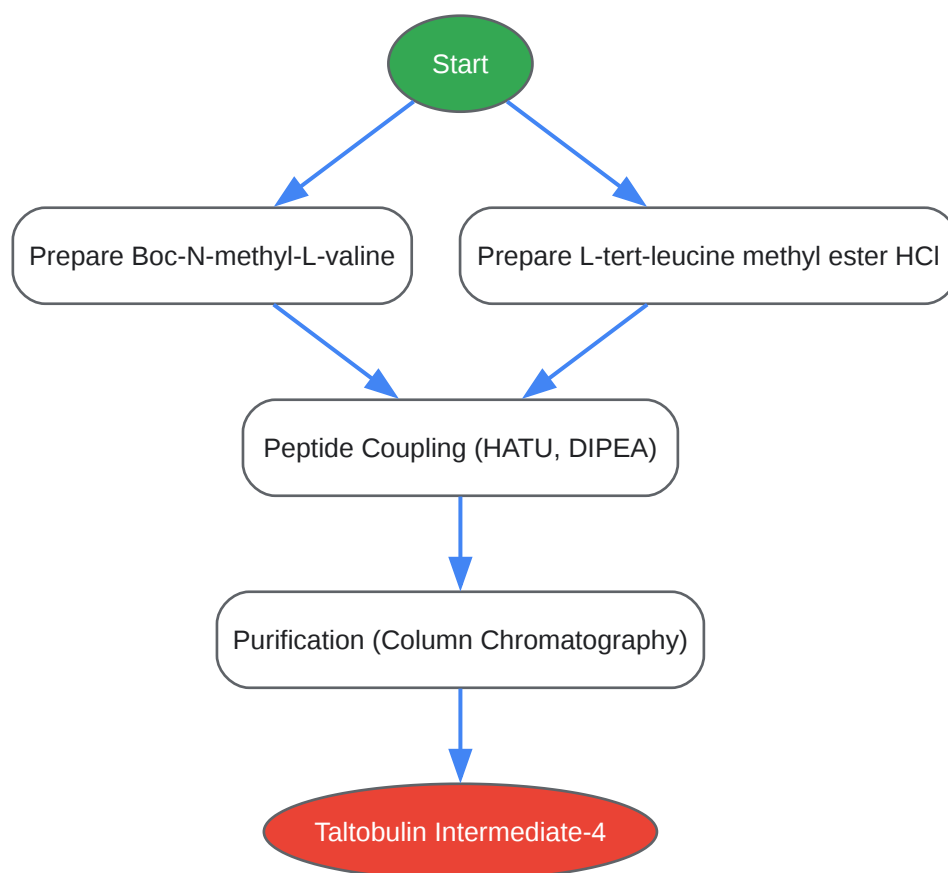 Start
Prepare Boc-N-methyl-L-valine
Prepare L-tert-leucine methyl ester HCl
Peptide Coupling (HATU, DIPEA)
Purification (Column Chromatography)
Taltobulin Intermediate-4